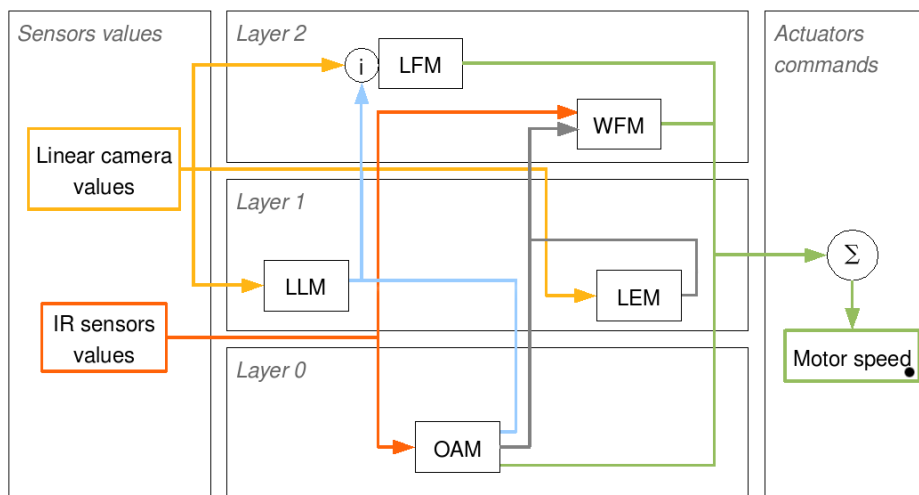 Sensors values
Layer 2
Actuators
commands
i
LFM
WFM
Linear camera
values
Layer 1
LLM
LEM
Σ
IR sensors
values
Motor speed
Layer 0
OAM